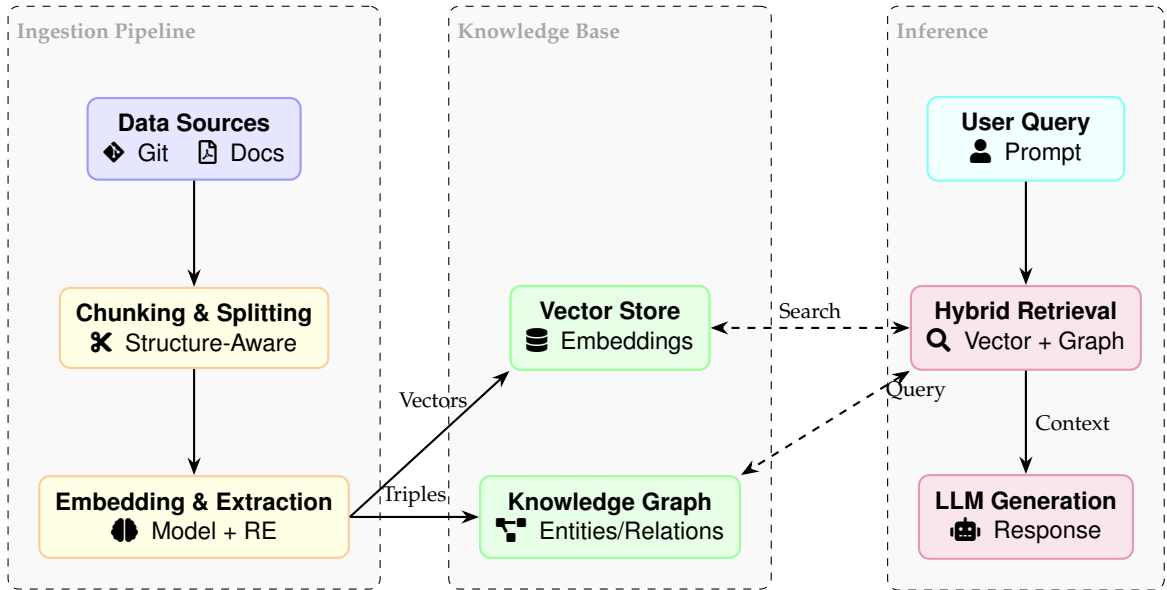 Ingestion Pipeline
Data Sources
Git Docs
Chunking & Splitting
Structure-Aware
Embedding & Extraction
Model + RE
Vectors
Triples
Knowledge Base
Vector Store
Embeddings
Knowledge Graph
Entities/Relations
Search
Query
Inference
User Query
Prompt
Hybrid Retrieval
Vector + Graph
Context
LLM Generation
Response